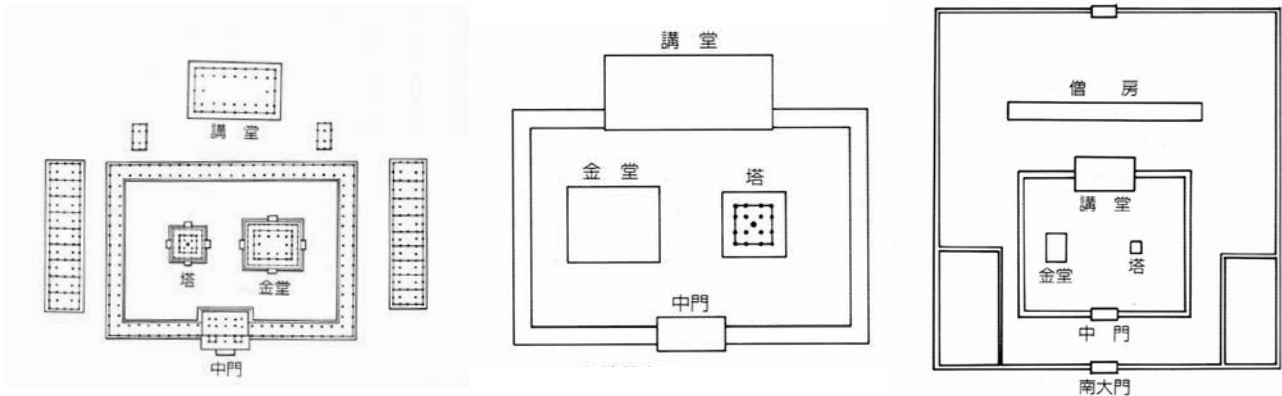 講 堂
塔
金堂
中門
講 堂
金 堂
塔
中門
僧 房
講 堂
金堂
塔
中 門
南大門